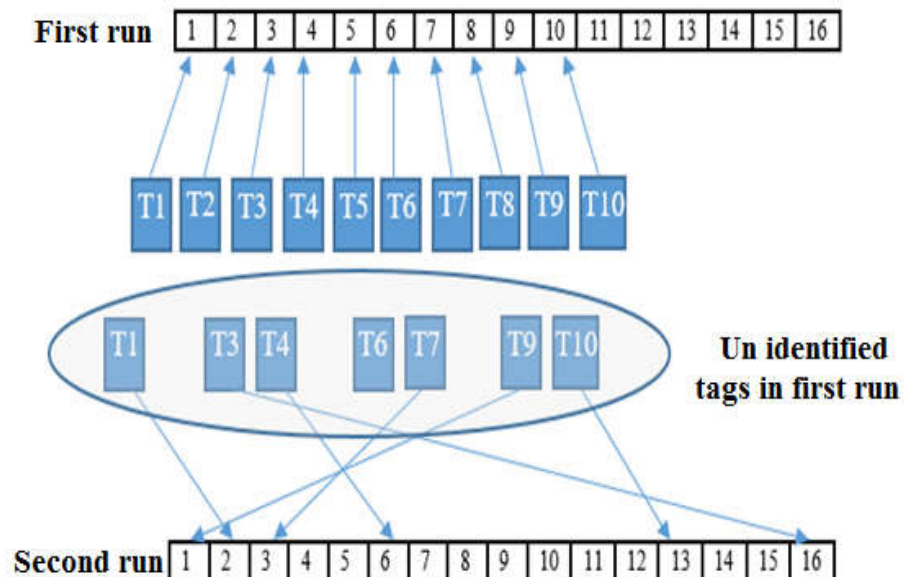 First run 1 2 3 4 5 6 7 8 9 10 11 12 13 14 15 16
T1 T2 T3 T4 T5 T6 T7 T8 T9 T10
T1 T3 T4 T6 T7 T9 T10
Un identified
tags in first run
Second run 1 2 3 4 5 6 7 8 9 10 11 12 13 14 15 16